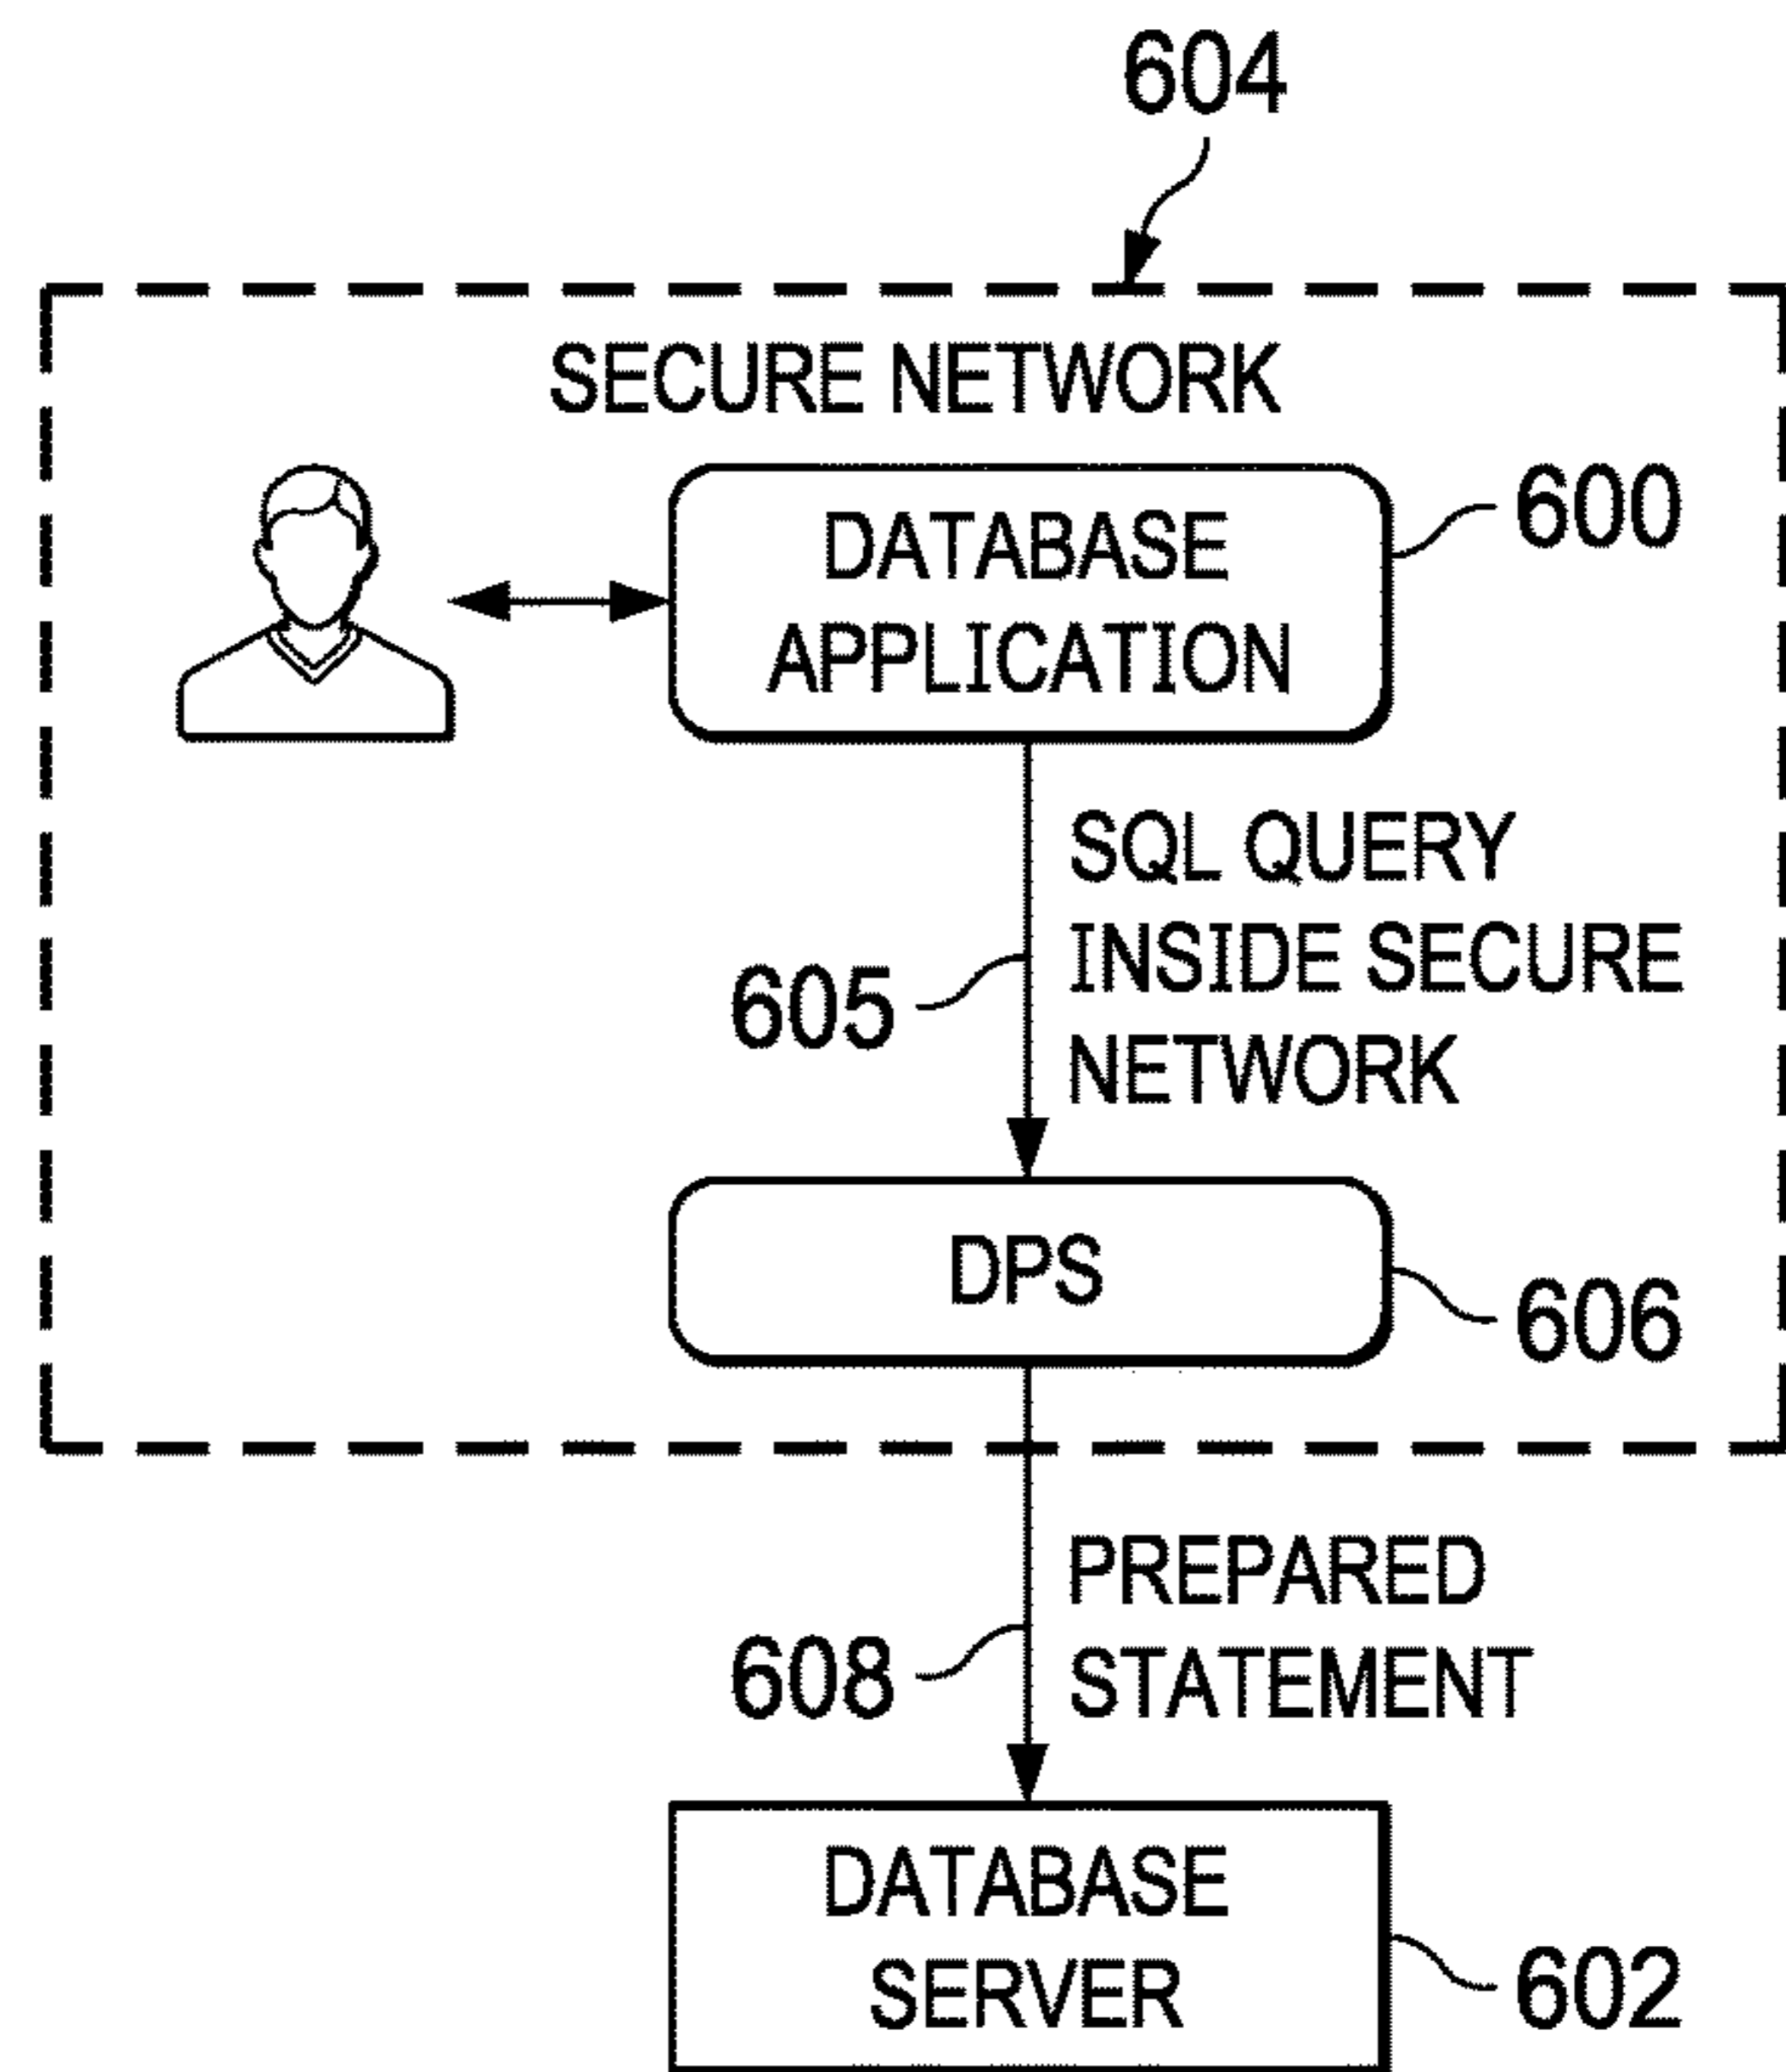 604
SECURE NETWORK
DATABASE
APPLICATION
600
SQL QUERY
INSIDE SECURE
NETWORK
605
DPS
606
PREPARED
STATEMENT
608
DATABASE
SERVER
602